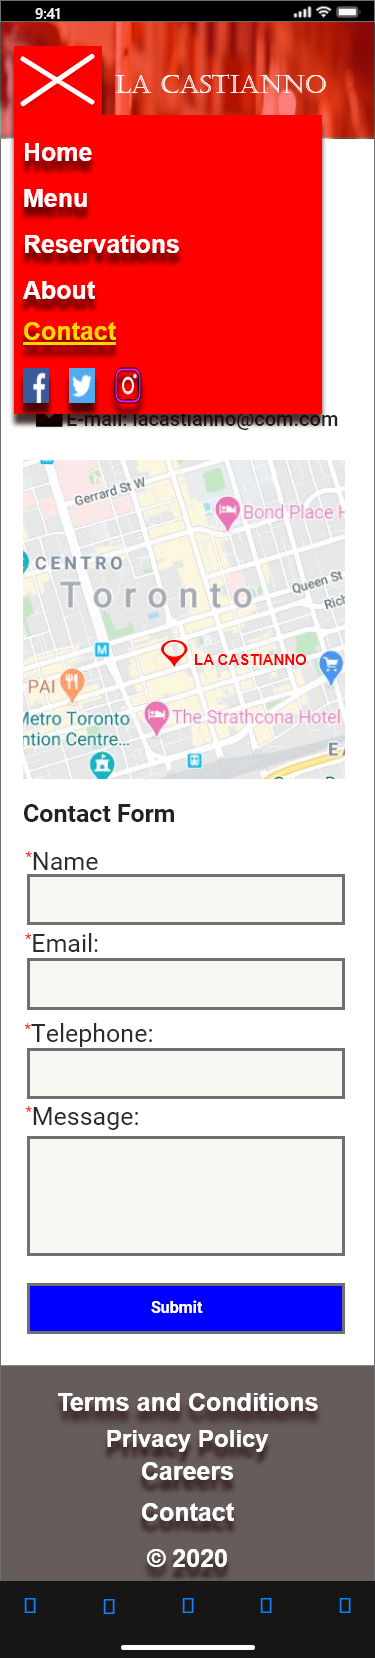 9:41
LA CASTIANNO
Home
Menu
Reservations
About
Contact
E-mail: lacastianno@com.com
Gerrard St W
Bond Place H
CENTRO
Toronto
Queen St
Rich
M
LA CASTIANNO
PAI
Metro Toronto
ntion Centre...
The Strathcona Hotel
E A
Contact Form
*Name
*Email:
*Telephone:
*Message:
Submit
Terms and Conditions
Privacy Policy
Careers
Contact
© 2020